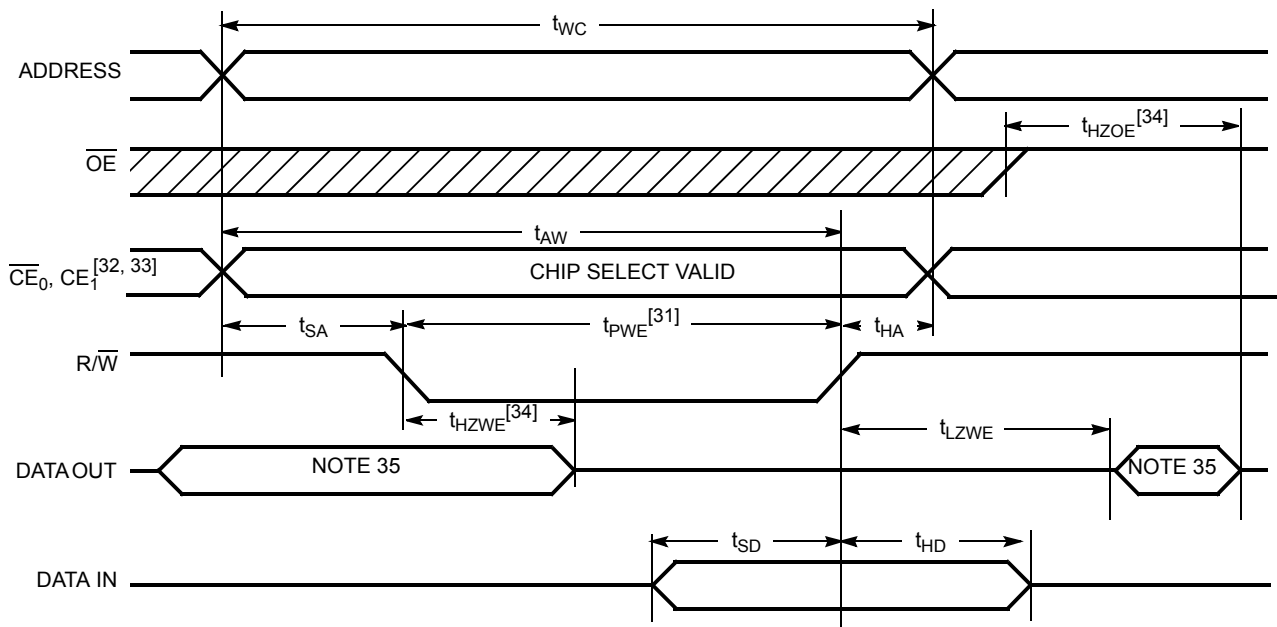 tWC
ADDRESS
tHZOE[34]
OE
tAW
CE0, CE1[32, 33]
CHIP SELECT VALID
tSA
tPWE[31]
tHA
R/W
tHZWE[34]
tLZWE
DATA OUT
NOTE 35
NOTE 35
tSD
tHD
DATA IN